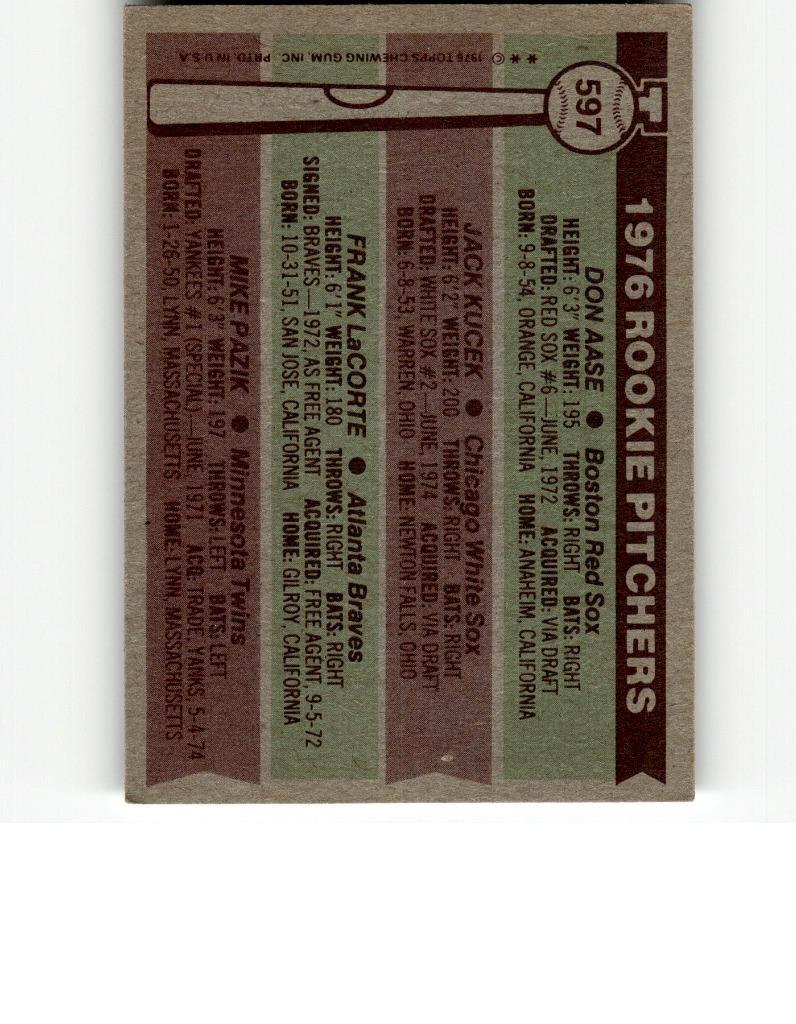 T
597
1976 ROOKIE PITCHERS
DON AASE ● Boston Red Sox
HEIGHT: 6'3" WEIGHT: 195 THROWS: RIGHT BATS: RIGHT
DRAFTED: RED SOX #6—JUNE, 1972 ACQUIRED: VIA DRAFT
BORN: 9-8-54, ORANGE, CALIFORNIA HOME: ANAHEIM, CALIFORNIA
JACK KUCEK ● Chicago White Sox
HEIGHT: 6'2" WEIGHT: 200 THROWS: RIGHT BATS: RIGHT
DRAFTED: WHITE SOX #2—JUNE, 1974 ACQUIRED: VIA DRAFT
BORN: 6-8-53, WARREN, OHIO HOME: NEWTON FALLS, OHIO
FRANK LaCORTE ● Atlanta Braves
HEIGHT: 6'1" WEIGHT: 180 THROWS: RIGHT BATS: RIGHT
SIGNED: BRAVES—1972, AS FREE AGENT ACQUIRED: FREE AGENT, 9-5-72
BORN: 10-31-51, SAN JOSE, CALIFORNIA HOME: GILROY, CALIFORNIA
MIKE PAZIK ● Minnesota Twins
HEIGHT: 6'3" WEIGHT: 197 THROWS: LEFT BATS: LEFT
DRAFTED: YANKEES #1 (SPECIAL)—JUNE, 1971 ACQ: TRADE, YANKS, 5-4-74
BORN: 1-26-50, LYNN, MASSACHUSETTS HOME: LYNN, MASSACHUSETTS
** © 1976 TOPPS CHEWING GUM, INC. PRTD. IN U.S.A.